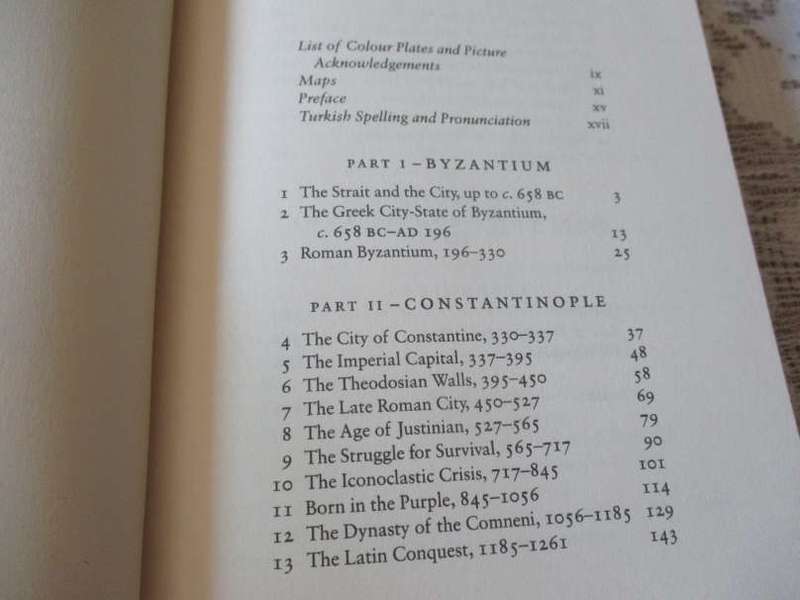 List of Colour Plates and Picture
Acknowledgements ix
Maps xi
Preface xv
Turkish Spelling and Pronunciation xvii
PART I – BYZANTIUM
1 The Strait and the City, up to c. 658 BC 3
2 The Greek City-State of Byzantium,
c. 658 BC–AD 196 13
3 Roman Byzantium, 196–330 25
PART II – CONSTANTINOPLE
4 The City of Constantine, 330–337 37
5 The Imperial Capital, 337–395 48
6 The Theodosian Walls, 395–450 58
7 The Late Roman City, 450–527 69
8 The Age of Justinian, 527–565 79
9 The Struggle for Survival, 565–717 90
10 The Iconoclastic Crisis, 717–845 101
11 Born in the Purple, 845–1056 114
12 The Dynasty of the Comneni, 1056–1185 129
13 The Latin Conquest, 1185–1261 143